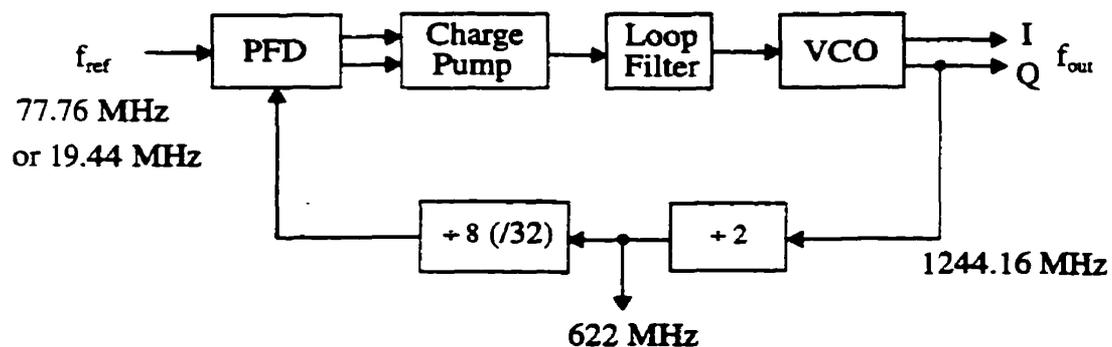 f_ref
77.76 MHz
or 19.44 MHz
PFD
Charge
Pump
Loop
Filter
VCO
I
Q
f_out
÷ 8 (/32)
÷ 2
1244.16 MHz
622 MHz